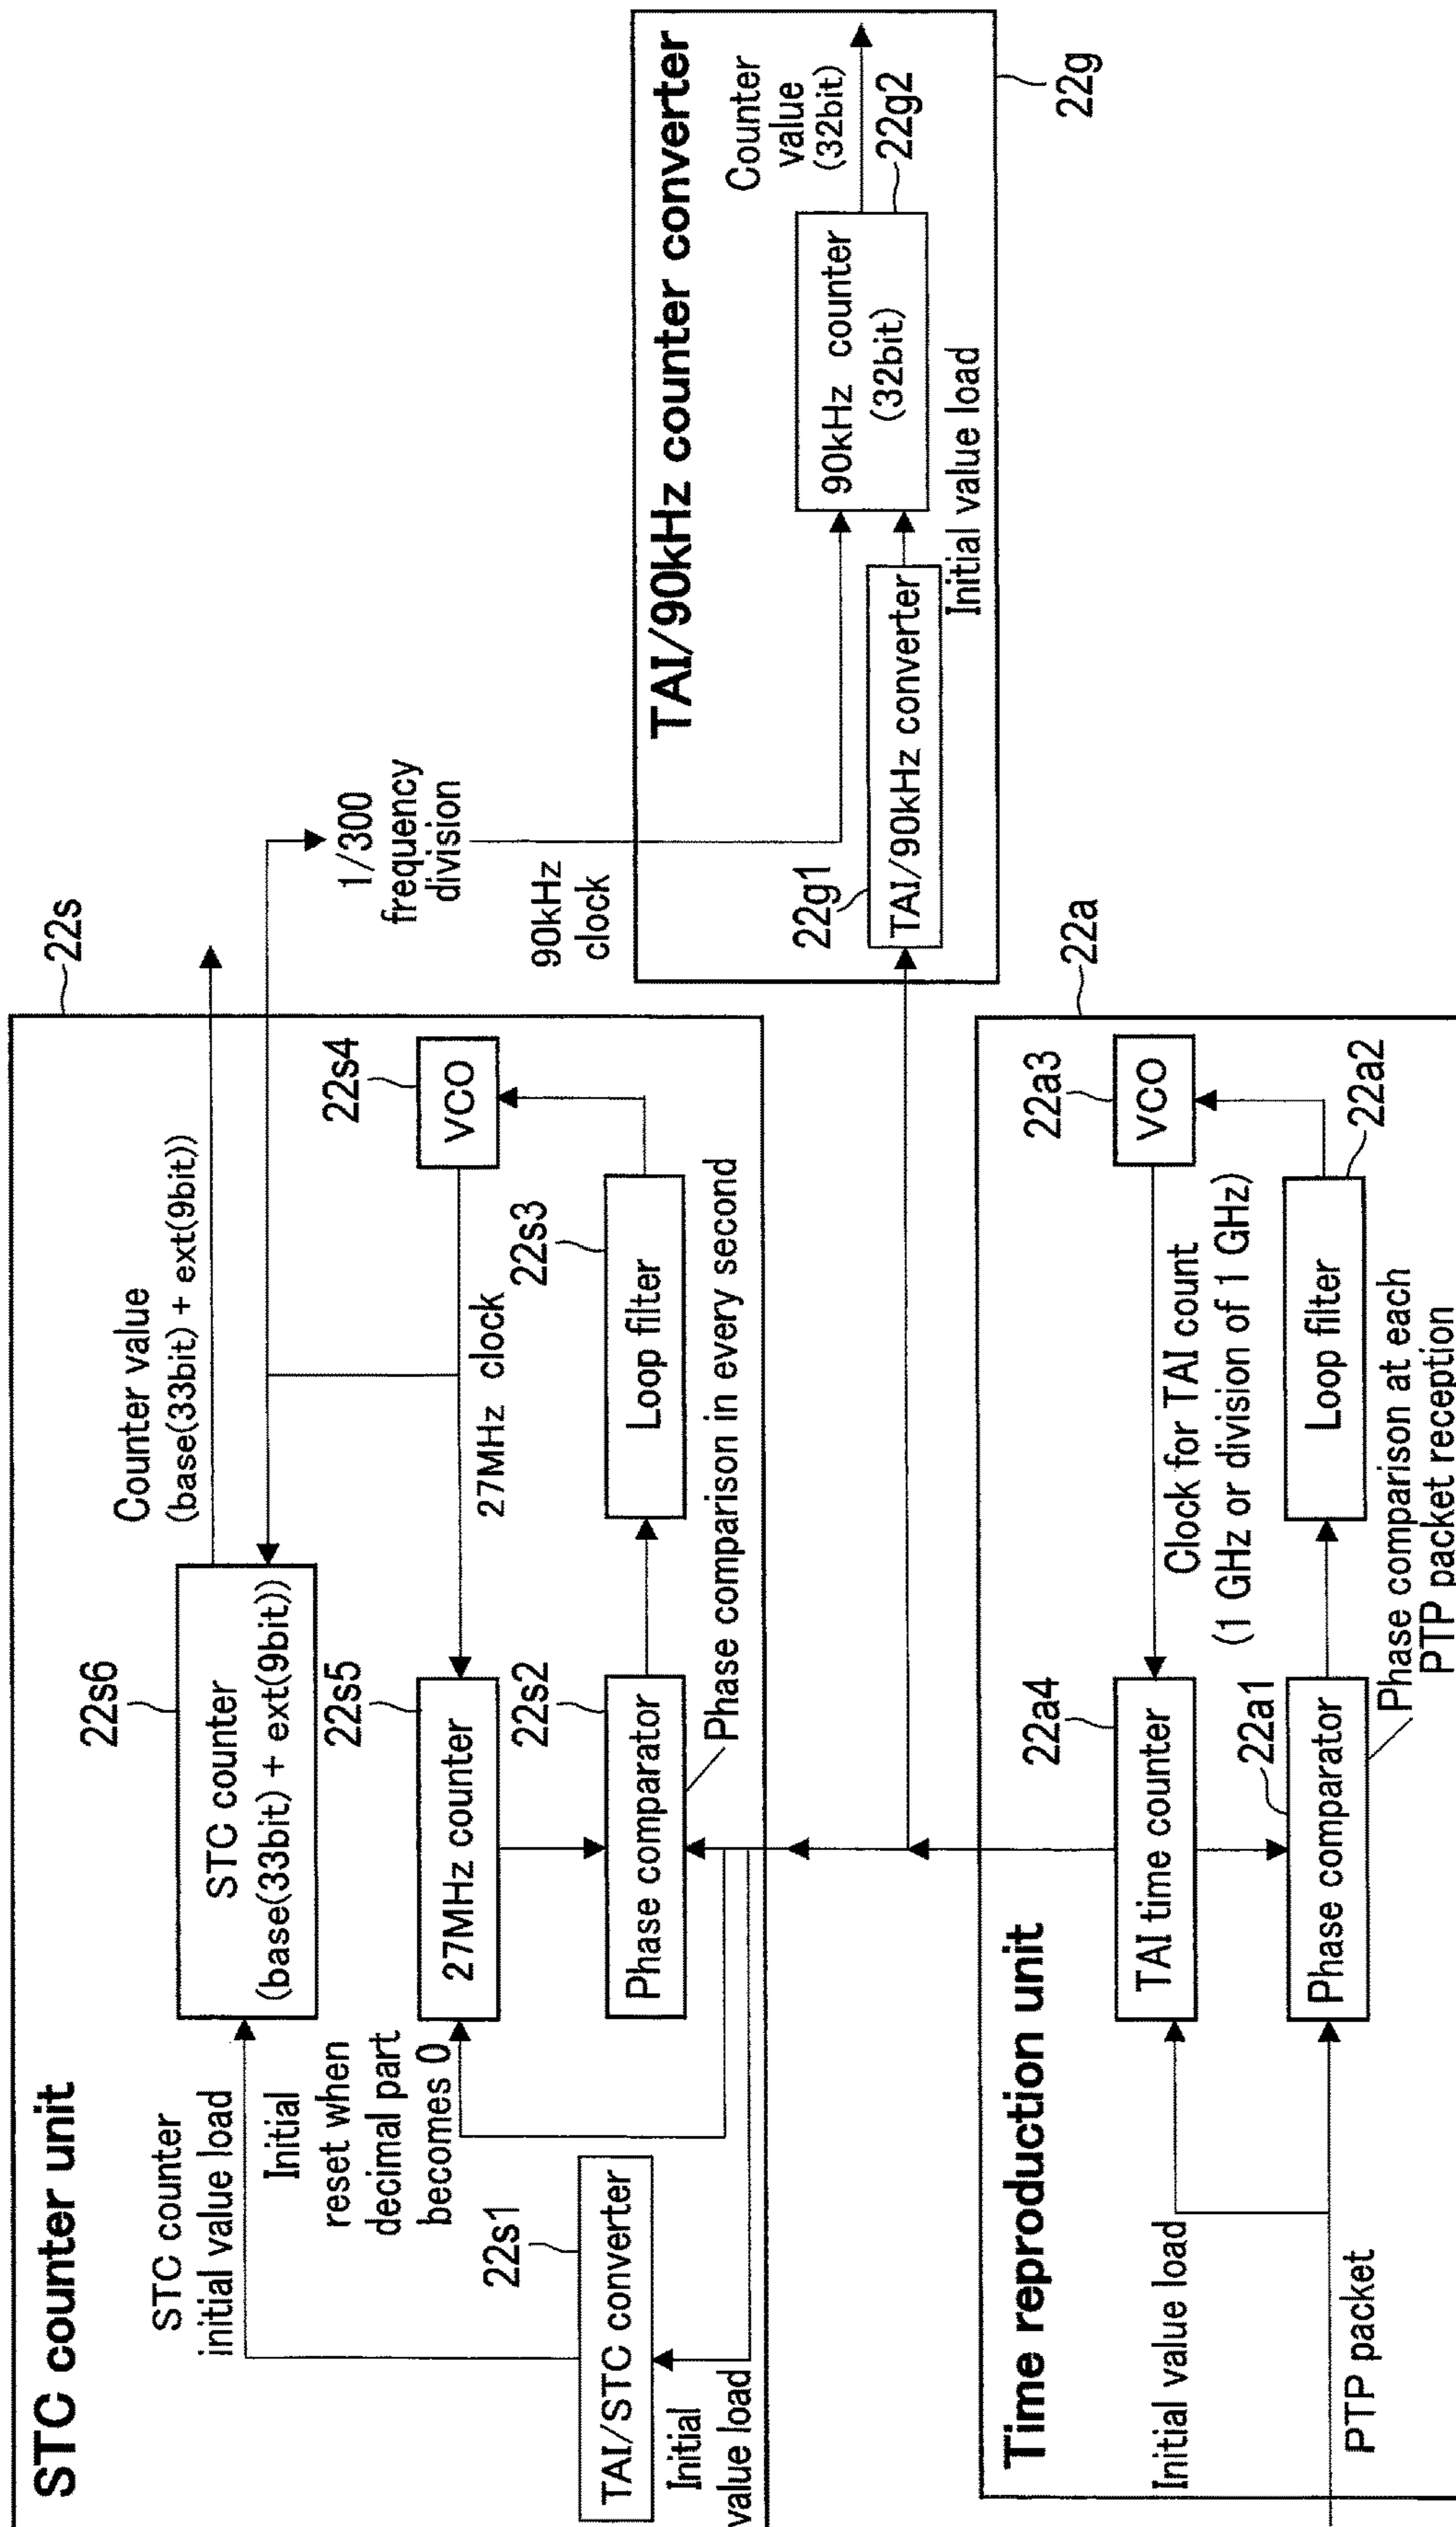 STC counter unit
22s
STC counter
initial value load
22s6
STC counter
(base(33bit) + ext(9bit))
Counter value
(base(33bit) + ext(9bit))
Initial
reset when
decimal part
becomes 0
22s5
27MHz counter
27MHz clock
22s4
VCO
22s1
TAI/STC converter
Initial
value load
22s2
Phase comparator
Phase comparison in every second
22s3
Loop filter
1/300
frequency
division
90kHz
clock
TAI/90kHz counter converter
22g
22g1
TAI/90kHz converter
Initial value load
90kHz counter
(32bit)
22g2
Counter
value
(32bit)
Time reproduction unit
22a
Initial value load
PTP packet
22a4
TAI time counter
Clock for TAI count
(1 GHz or division of 1 GHz)
22a3
VCO
22a1
Phase comparator
Phase comparison at each
PTP packet reception
Loop filter
22a2